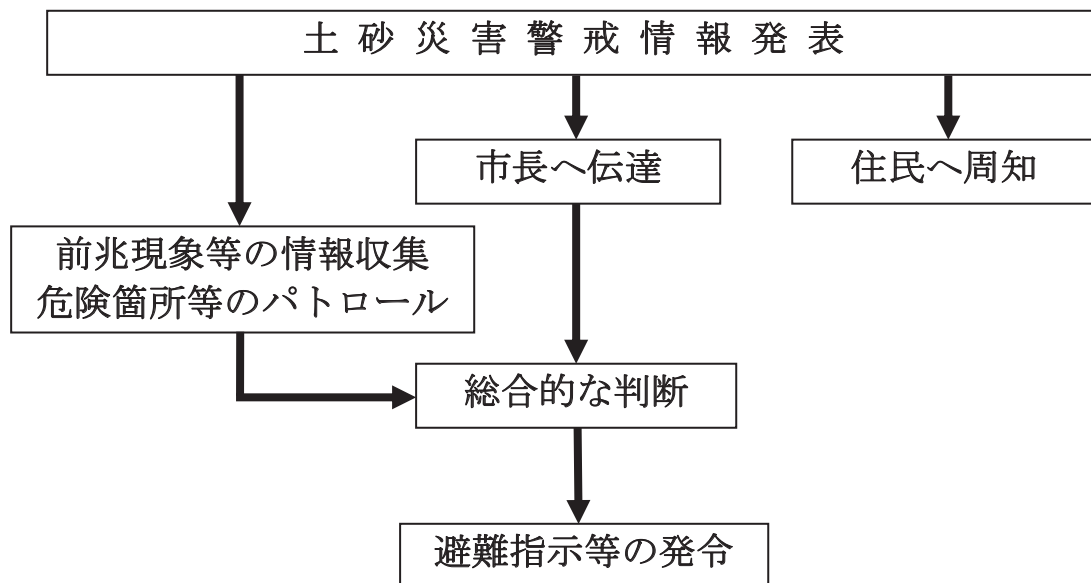 土砂災害警戒情報発表
市長へ伝達
住民へ周知
前兆現象等の情報収集
危険箇所等のパトロール
総合的な判断
避難指示等の発令